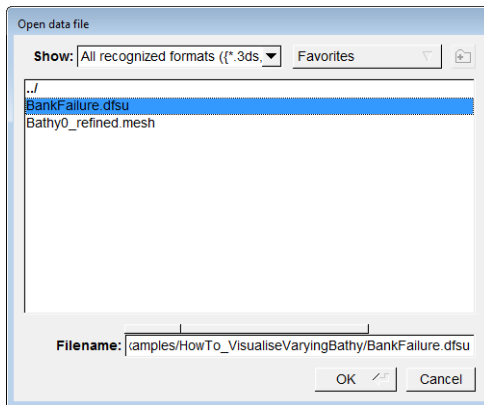 Open data file
Show: All recognized formats ({*.3ds, Favorites
../
BankFailure.dfsu
Bathy0_refined.mesh
Filename: amples/HowTo_VisualiseVaryingBathy/BankFailure.dfsu
OK Cancel